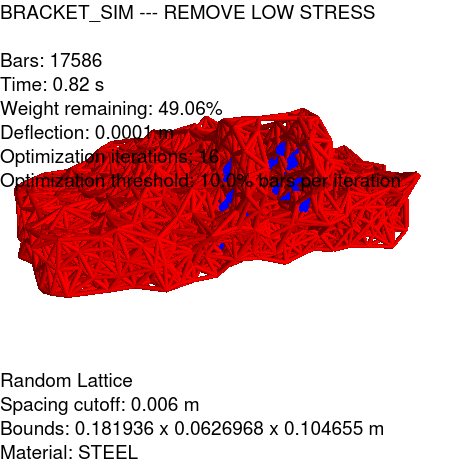 BRACKET_SIM --- REMOVE LOW STRESS
Bars: 17586
Time: 0.82 s
Weight remaining: 49.06%
Deflection: 0.0001 m
Optimization iterations: 16
Optimization threshold: 10.0% bars per iteration
Random Lattice
Spacing cutoff: 0.006 m
Bounds: 0.181936 x 0.0626968 x 0.104655 m
Material: STEEL